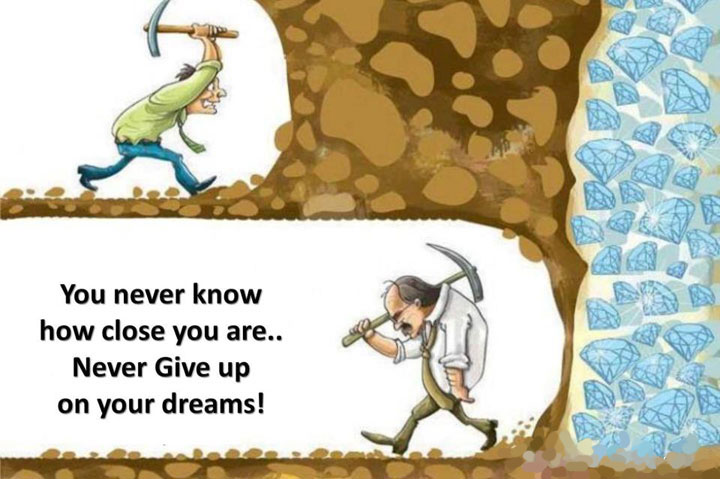 You never know
how close you are..
Never Give up
on your dreams!